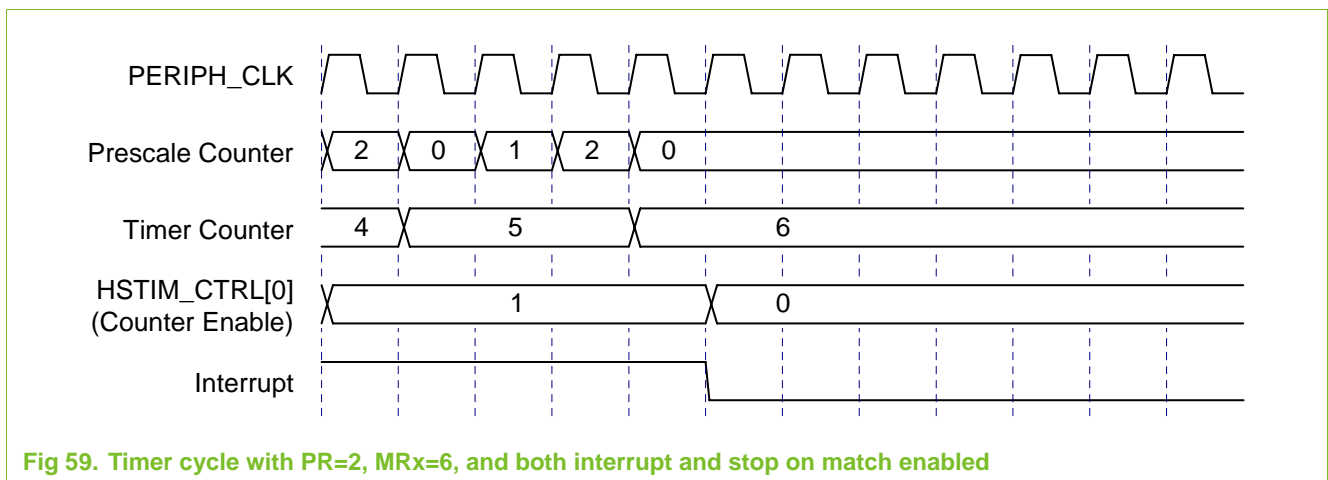 PERIPH_CLK
Prescale Counter 2 0 1 2 0
Timer Counter 4 5 6
HSTIM_CTRL[0]
(Counter Enable) 1 0
Interrupt
Fig 59. Timer cycle with PR=2, MRx=6, and both interrupt and stop on match enabled